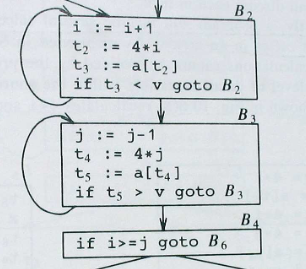 B₂
i := i+1
t₂ := 4*i
t₃ := a[t₂]
if t₃ < v goto B₂
B₃
j := j-1
t₄ := 4*j
t₅ := a[t₄]
if t₅ > v goto B₃
B₄
if i>=j goto B₆